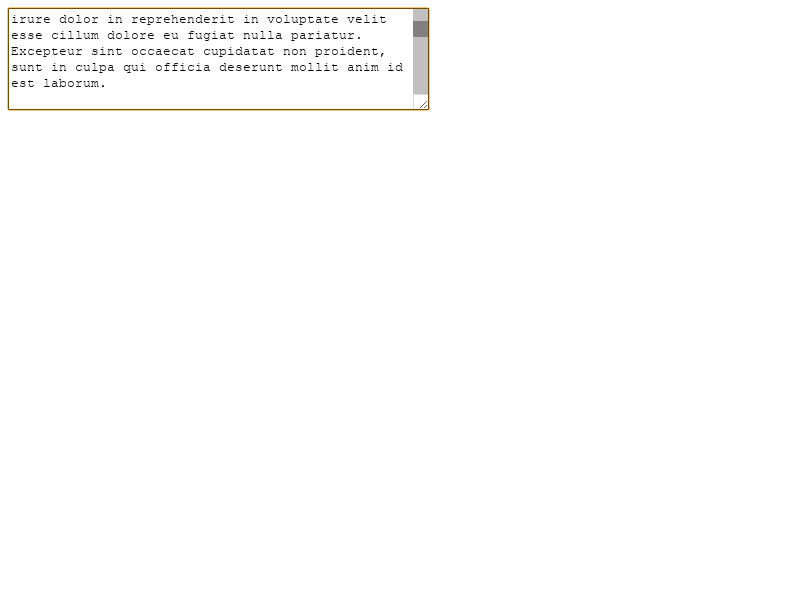 irure dolor in reprehenderit in voluptate velit
esse cillum dolore eu fugiat nulla pariatur.
Excepteur sint occaecat cupidatat non proident,
sunt in culpa qui officia deserunt mollit anim id
est laborum.